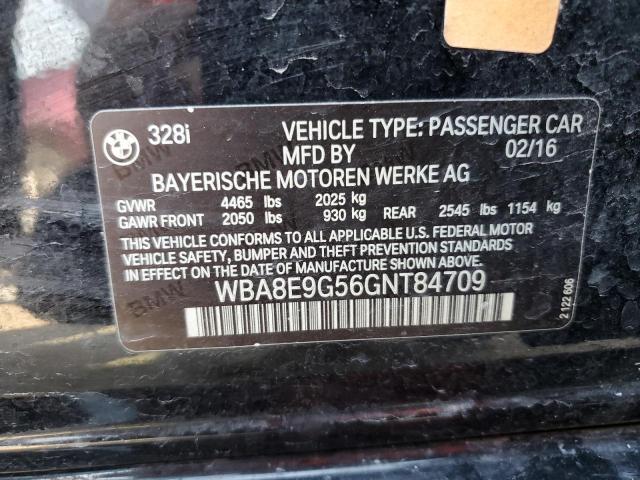 328i VEHICLE TYPE: PASSENGER CAR
MFD BY 02/16
BAYERISCHE MOTOREN WERKE AG
GVWR 4465 lbs 2025 kg
GAWR FRONT 2050 lbs 930 kg REAR 2545 lbs 1154 kg
THIS VEHICLE CONFORMS TO ALL APPLICABLE U.S. FEDERAL MOTOR
VEHICLE SAFETY, BUMPER AND THEFT PREVENTION STANDARDS
IN EFFECT ON THE DATE OF MANUFACTURE SHOWN ABOVE.
WBA8E9G56GNT84709
2 122 606